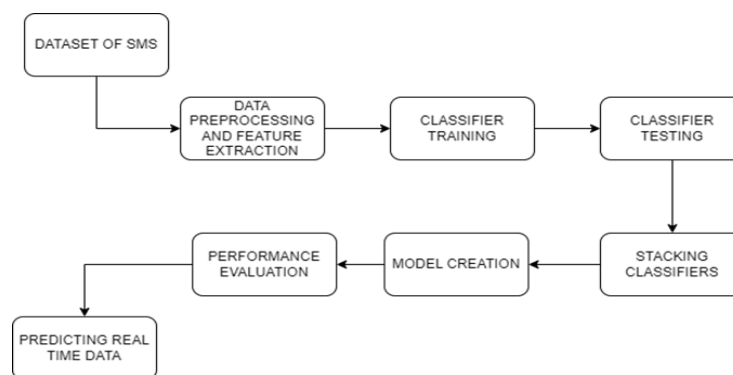 DATASET OF SMS
DATA
PREPROCESSING
AND FEATURE
EXTRACTION
CLASSIFIER
TRAINING
CLASSIFIER
TESTING
STACKING
CLASSIFIERS
MODEL CREATION
PERFORMANCE
EVALUATION
PREDICTING REAL
TIME DATA